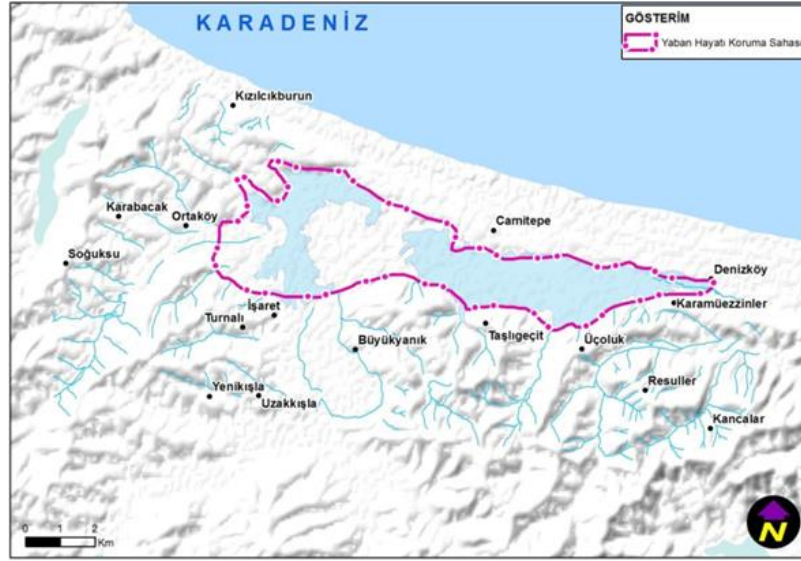 KARADENİZ
GÖSTERİM
Yaban Hayatı Koruma Sahası
Kızılcıkburun
Karabacak
Ortaköy
Camitepe
Soğuksu
Denizköy
Karamüezzinler
İşaret
Turnalı
Büyükyanık
Taşlıgeçit
Üçoluk
Resuller
Yenikışla
Uzakkışla
Kancalar
0 1 2
Km
N